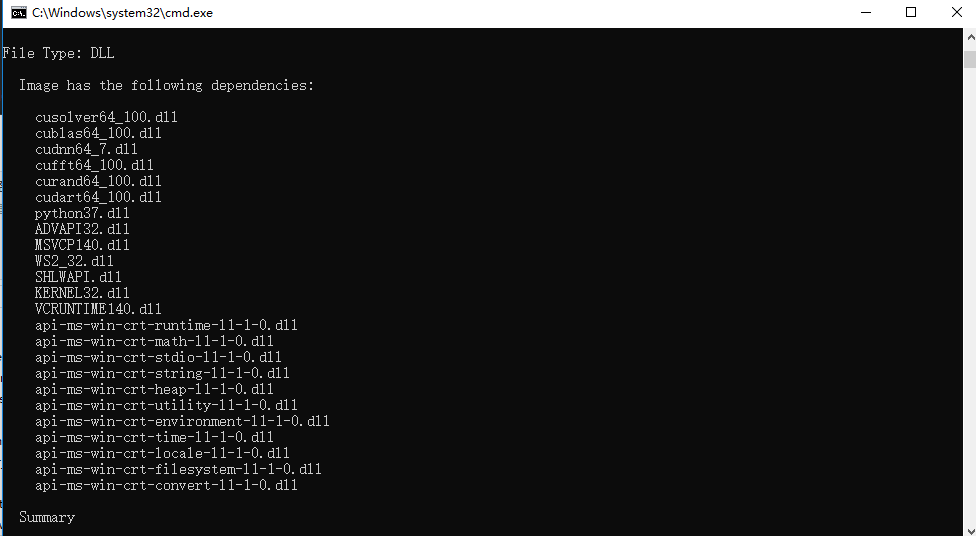 C:\Windows\system32\cmd.exe
File Type: DLL
Image has the following dependencies:
cusolver64_100.dll
cublas64_100.dll
cudnn64_7.dll
cufft64_100.dll
curand64_100.dll
cudart64_100.dll
python37.dll
ADVAPI32.dll
MSVCP140.dll
WS2_32.dll
SHLWAPI.dll
KERNEL32.dll
VCRUNTIME140.dll
api-ms-win-crt-runtime-l1-1-0.dll
api-ms-win-crt-math-l1-1-0.dll
api-ms-win-crt-stdio-l1-1-0.dll
api-ms-win-crt-string-l1-1-0.dll
api-ms-win-crt-heap-l1-1-0.dll
api-ms-win-crt-utility-l1-1-0.dll
api-ms-win-crt-environment-l1-1-0.dll
api-ms-win-crt-time-l1-1-0.dll
api-ms-win-crt-locale-l1-1-0.dll
api-ms-win-crt-filesystem-l1-1-0.dll
api-ms-win-crt-convert-l1-1-0.dll
Summary